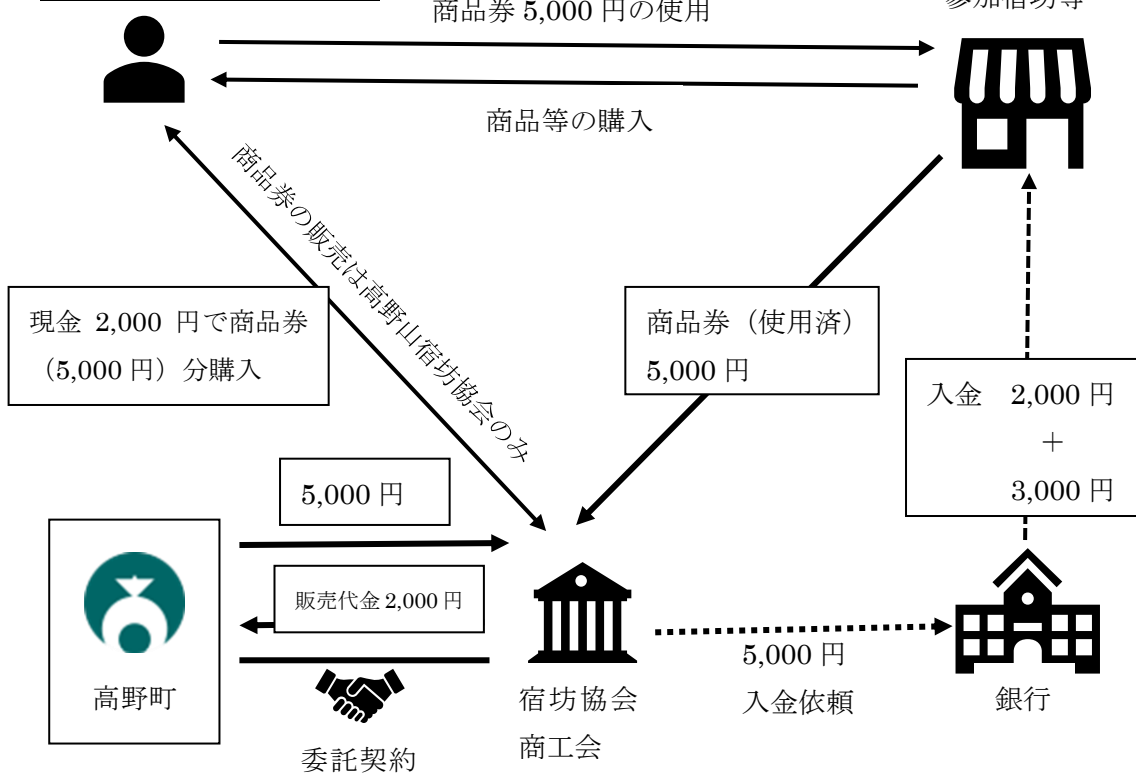 商品券 5,000 円の使用
参加宿坊等
商品等の購入
商品券の販売は高野山宿坊協会のみ
現金 2,000 円で商品券
（5,000 円）分購入
商品券（使用済）
5,000 円
入金 2,000 円
＋
3,000 円
5,000 円
販売代金 2,000 円
高野町
委託契約
宿坊協会
商工会
5,000 円
入金依頼
銀行